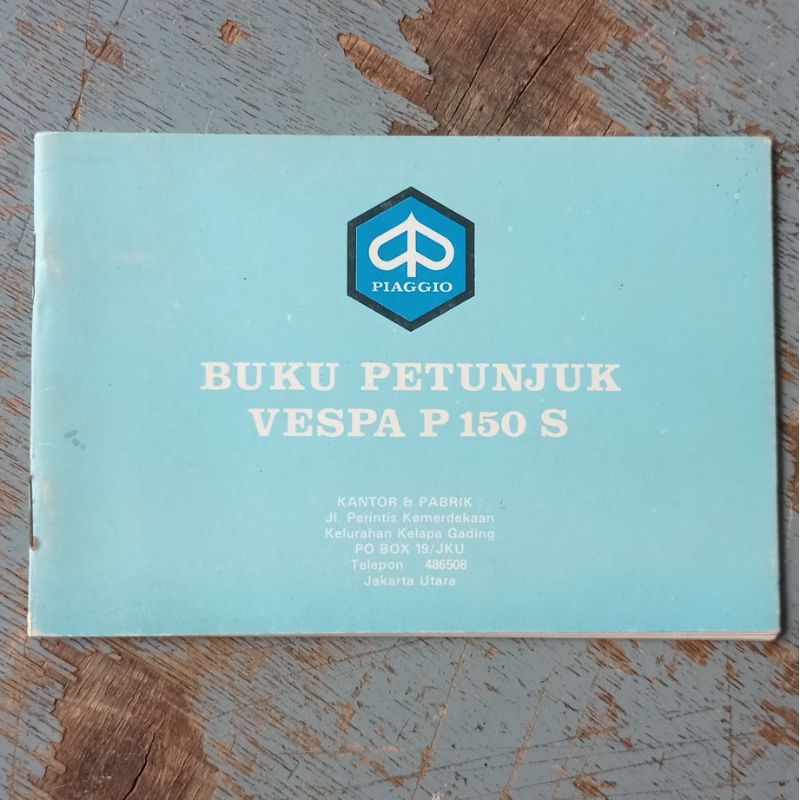 PIAGGIO
BUKU PETUNJUK
VESPA P 150 S
KANTOR & PABRIK :
Jl. Perintis Kemerdekaan
Kelurahan Kelapa Gading
PO BOX 19/JKU
Telepon 486508
Jakarta Utara